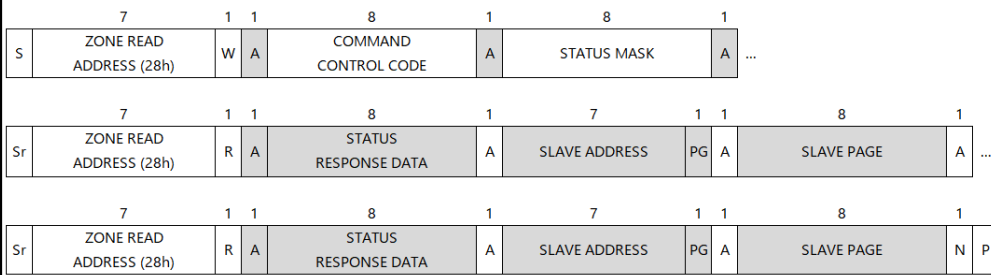 7 1 1 8 1 8 1
S ZONE READ ADDRESS (28h) W A COMMAND CONTROL CODE A STATUS MASK A ...
7 1 1 8 1 7 1 1 8 1
Sr ZONE READ ADDRESS (28h) R A STATUS RESPONSE DATA A SLAVE ADDRESS PG A SLAVE PAGE A ...
7 1 1 8 1 7 1 1 8 1
Sr ZONE READ ADDRESS (28h) R A STATUS RESPONSE DATA A SLAVE ADDRESS PG A SLAVE PAGE N P